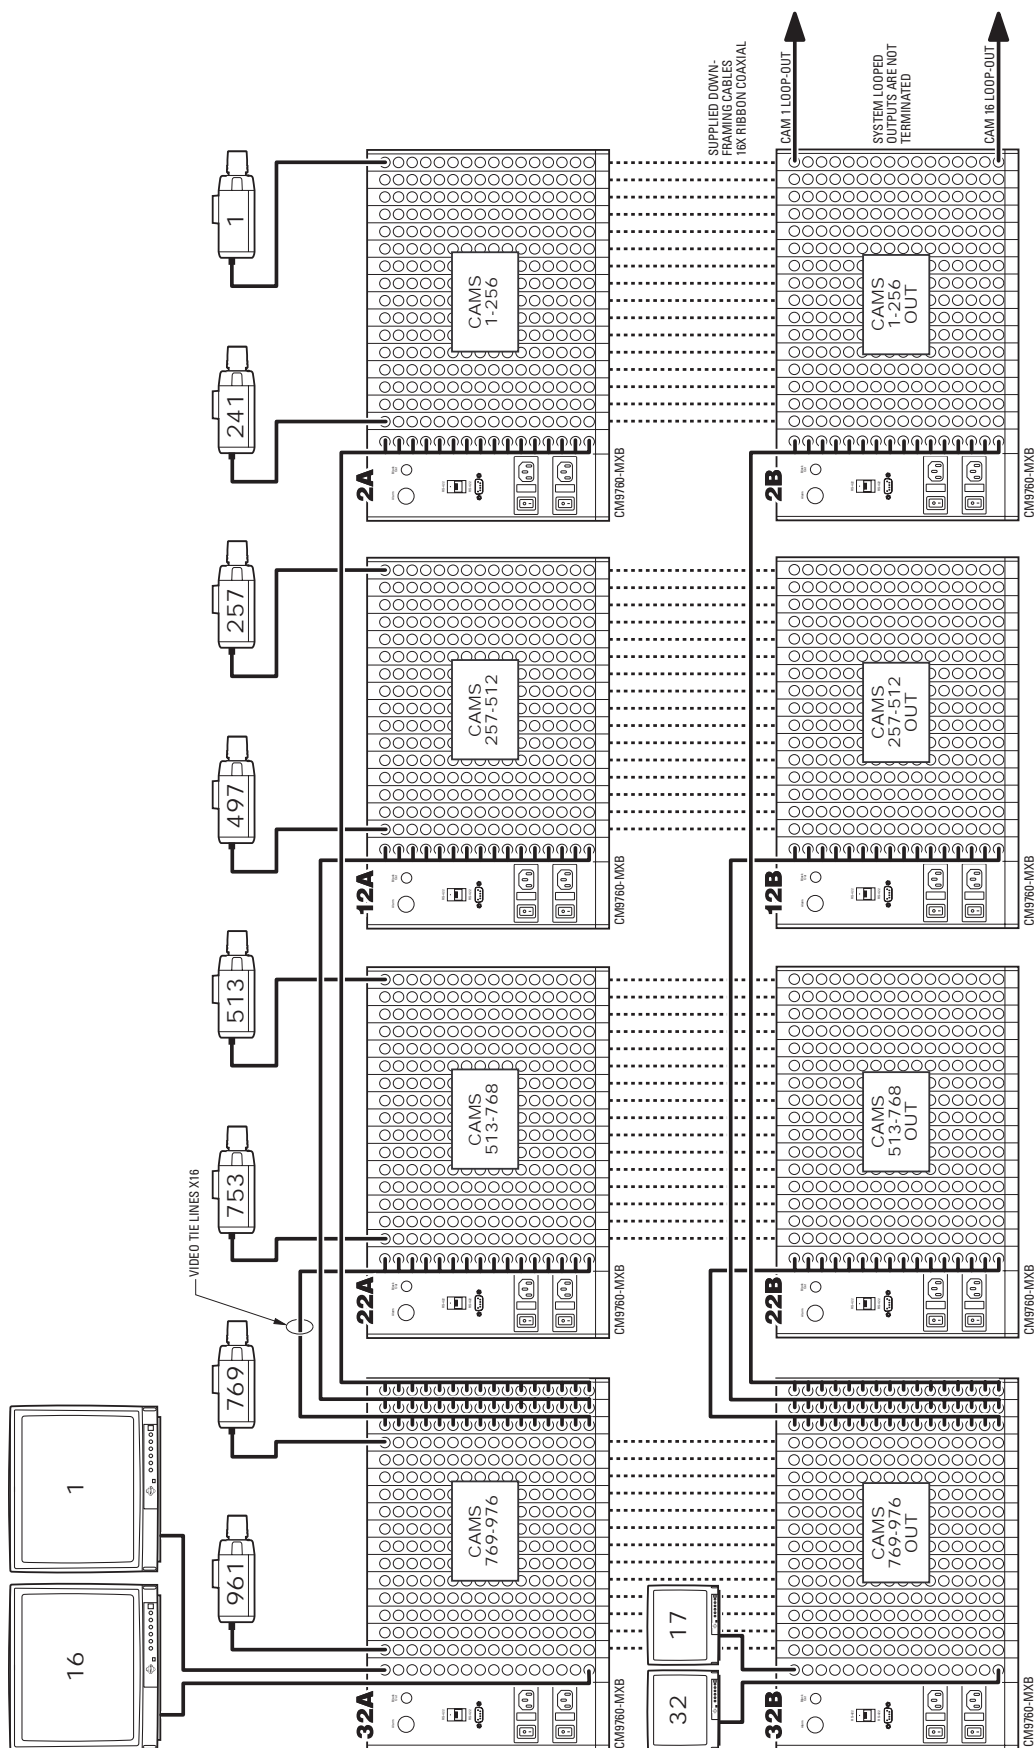 1
16
961
769
VIDEO TIE LINES X16
753
513
497
257
241
1
32A
CM9760-MXB
CAMS
769-976
22A
CM9760-MXB
CAMS
513-768
12A
CM9760-MXB
CAMS
257-512
2A
CM9760-MXB
CAMS
1-256
SUPPLIED DOWN-
FRAMING CABLES
16X RIBBON COAXIAL
17
32
32B
CM9760-MXB
CAMS
769-976
OUT
22B
CM9760-MXB
CAMS
513-768
OUT
12B
CM9760-MXB
CAMS
257-512
OUT
2B
CM9760-MXB
CAMS
1-256
OUT
CAM 1 LOOP-OUT
SYSTEM LOOPED
OUTPUTS ARE NOT
TERMINATED
CAM 16 LOOP-OUT